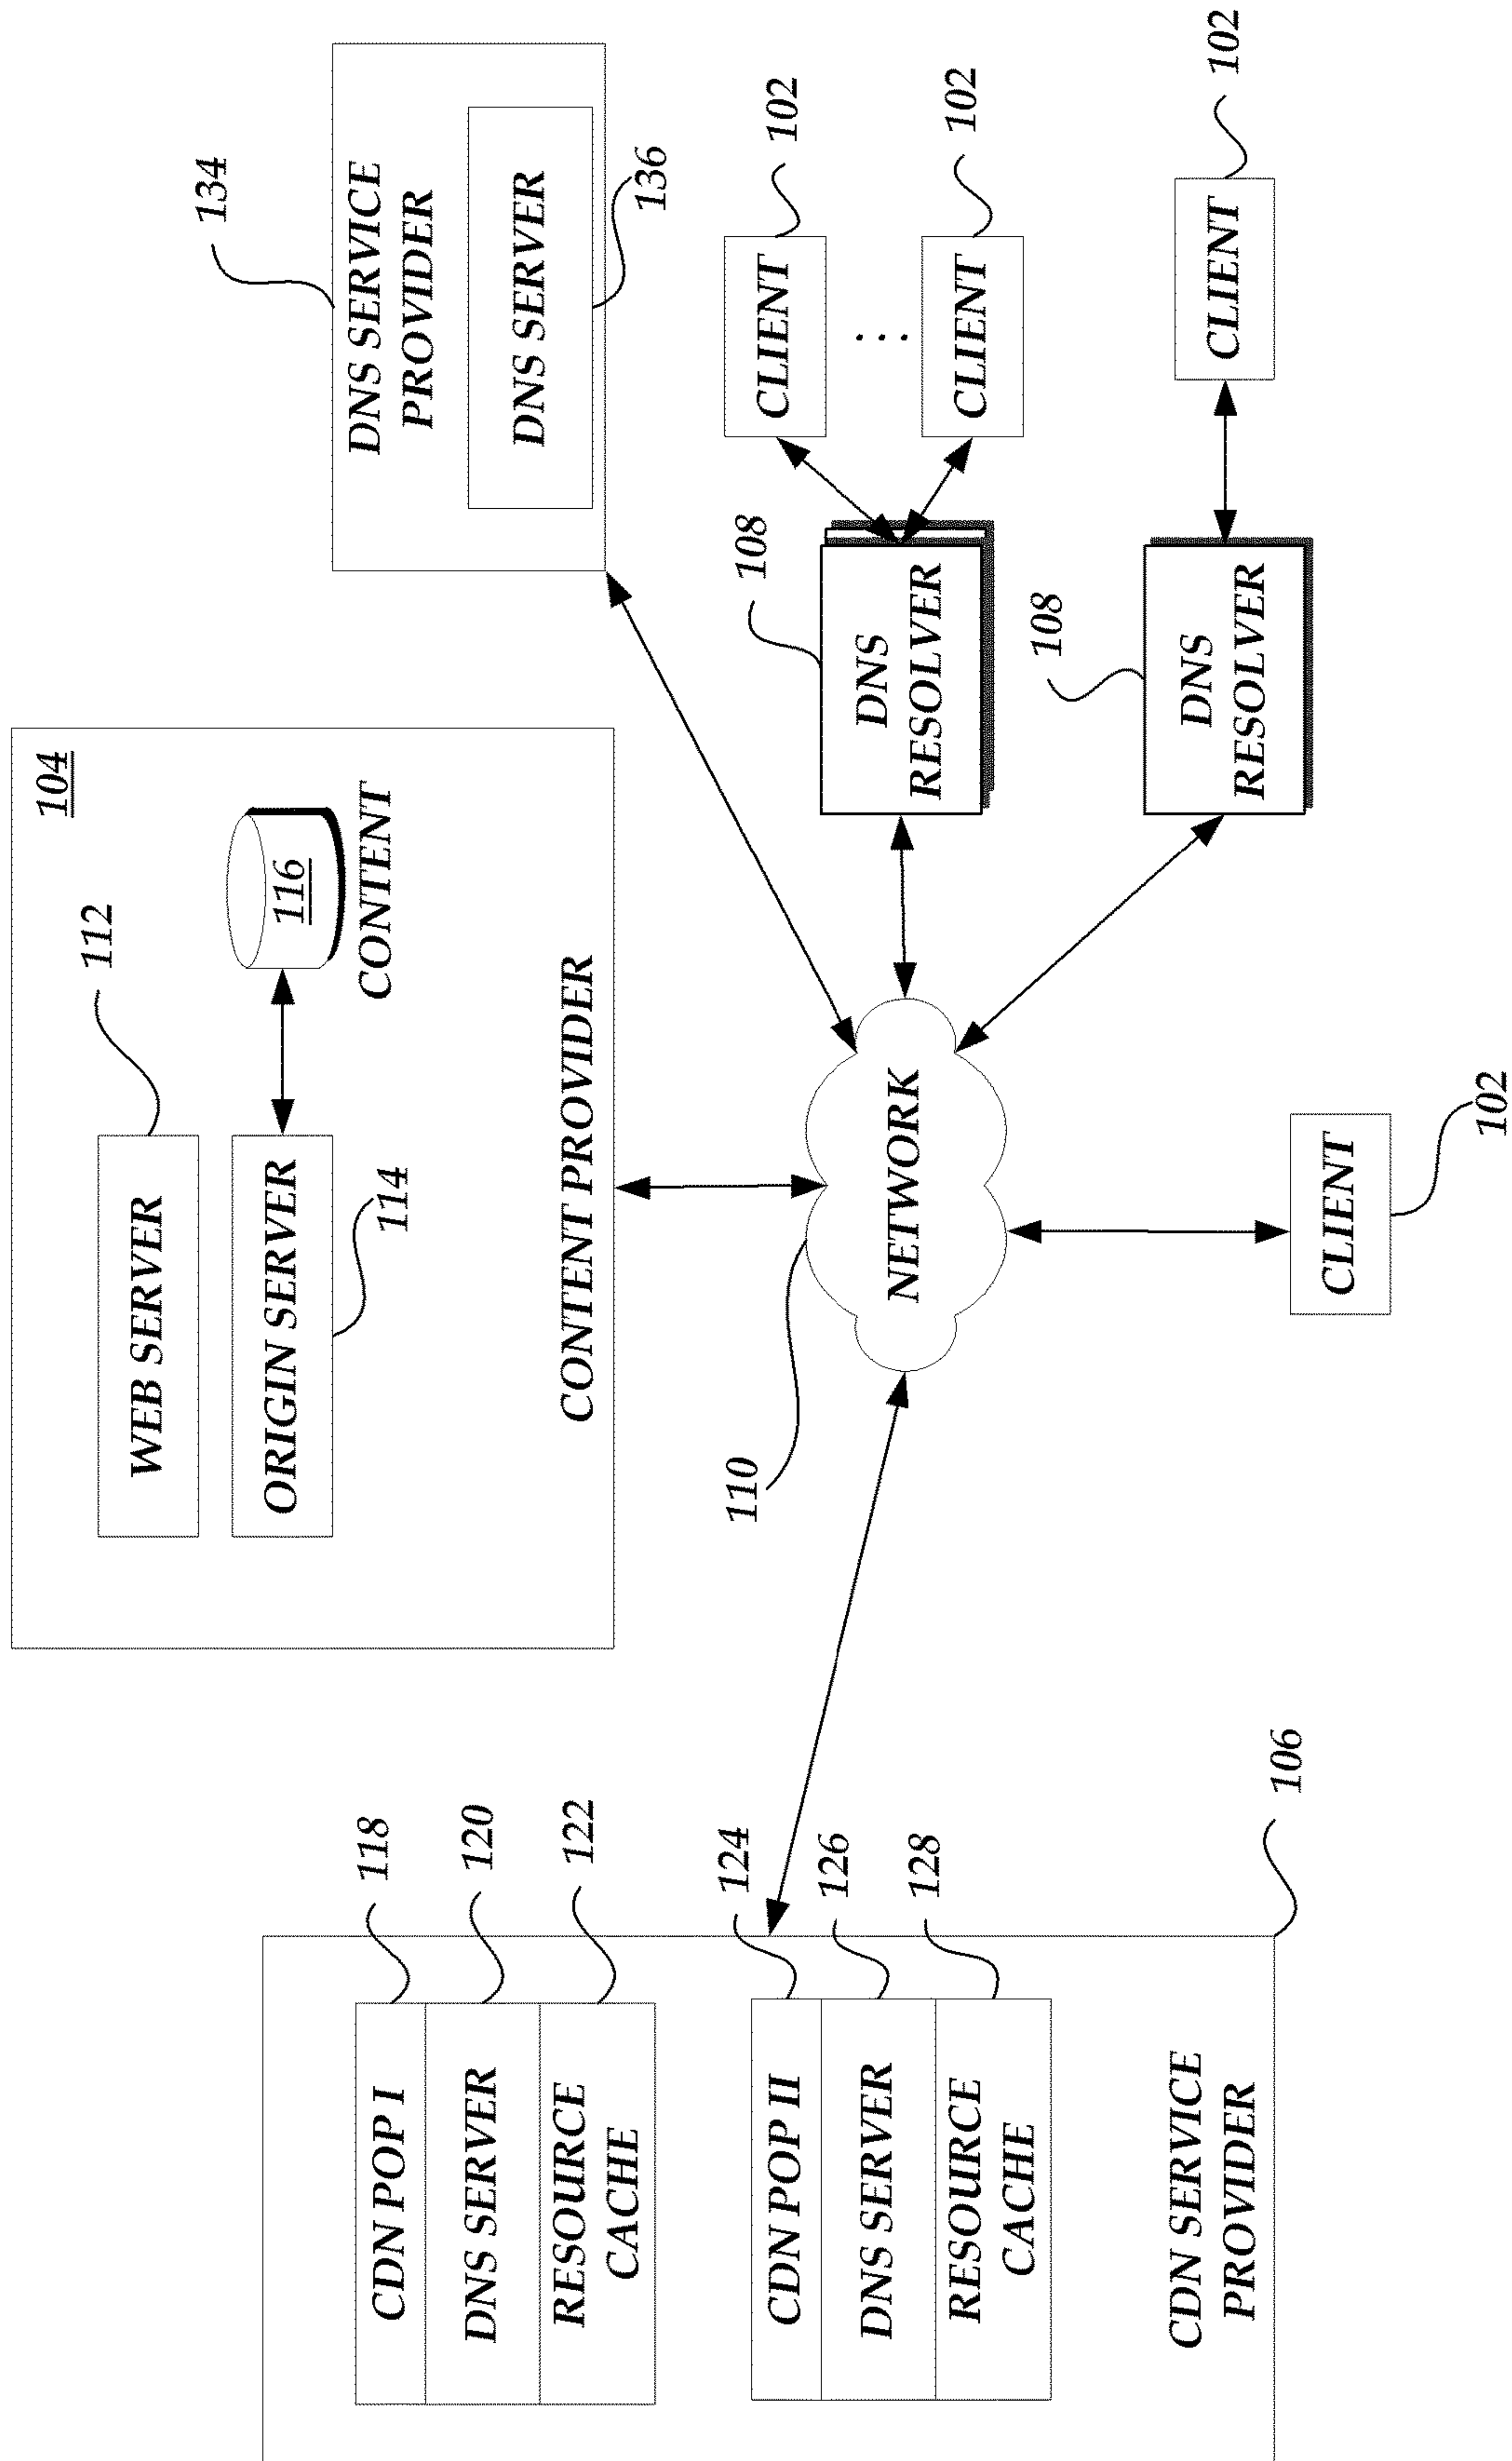 104
WEB SERVER
112
ORIGIN SERVER
114
116
CONTENT
CONTENT PROVIDER
134
DNS SERVICE
PROVIDER
DNS SERVER
136
CDN POP I
118
DNS SERVER
120
RESOURCE
CACHE
122
CDN POP II
124
DNS SERVER
126
RESOURCE
CACHE
128
CDN SERVICE
PROVIDER
106
110
NETWORK
108
DNS
RESOLVER
CLIENT
102
...
CLIENT
102
108
DNS
RESOLVER
CLIENT
102
CLIENT
102